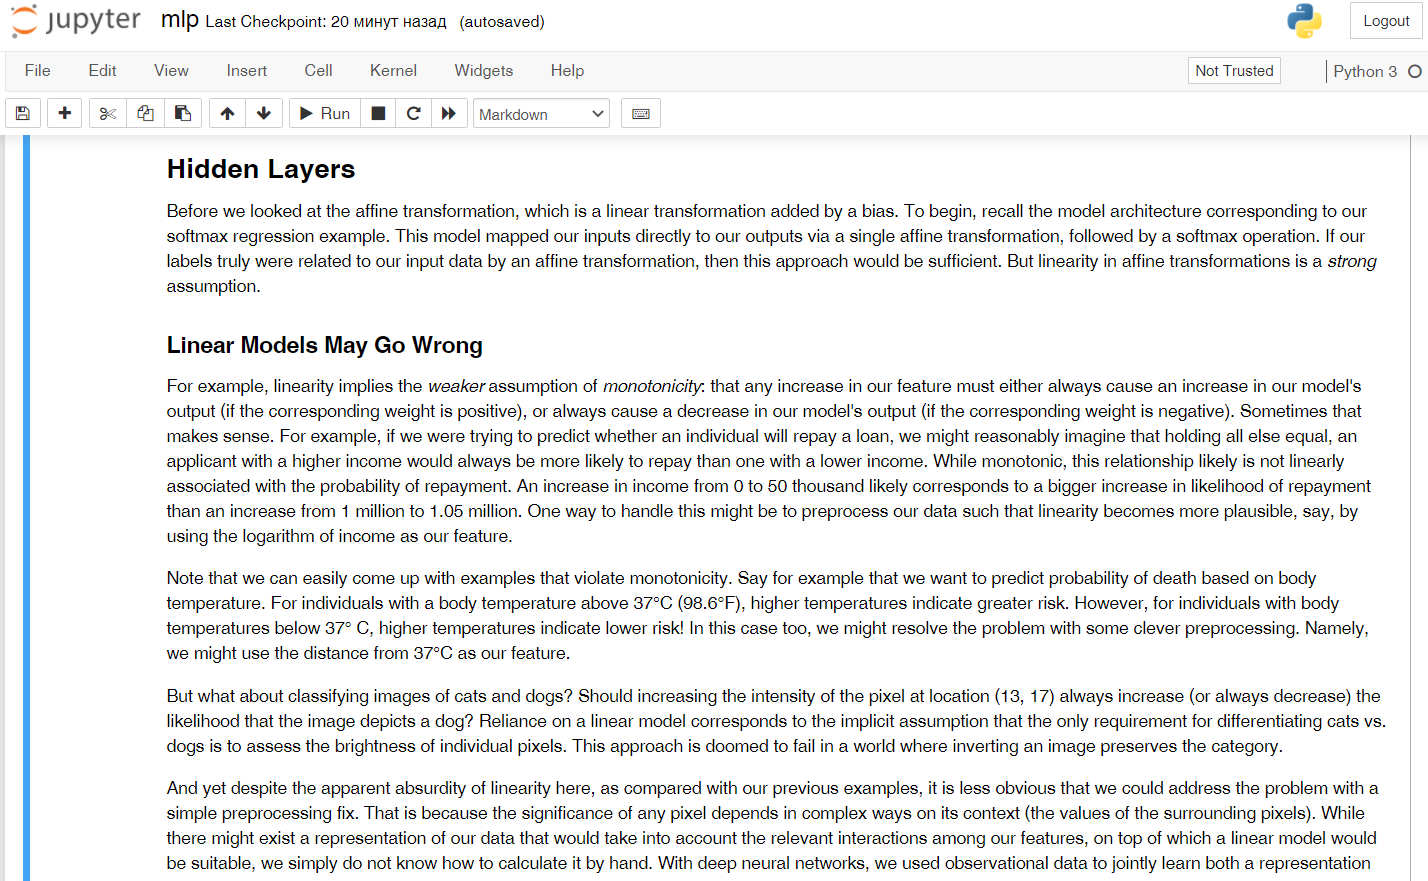 jupyter mlp Last Checkpoint: 20 минут назад (autosaved) Logout
File Edit View Insert Cell Kernel Widgets Help Not Trusted Python 3
Run Markdown
Hidden Layers
Before we looked at the affine transformation, which is a linear transformation added by a bias. To begin, recall the model architecture corresponding to our
softmax regression example. This model mapped our inputs directly to our outputs via a single affine transformation, followed by a softmax operation. If our
labels truly were related to our input data by an affine transformation, then this approach would be sufficient. But linearity in affine transformations is a strong
assumption.
Linear Models May Go Wrong
For example, linearity implies the weaker assumption of monotonicity: that any increase in our feature must either always cause an increase in our model's
output (if the corresponding weight is positive), or always cause a decrease in our model's output (if the corresponding weight is negative). Sometimes that
makes sense. For example, if we were trying to predict whether an individual will repay a loan, we might reasonably imagine that holding all else equal, an
applicant with a higher income would always be more likely to repay than one with a lower income. While monotonic, this relationship likely is not linearly
associated with the probability of repayment. An increase in income from 0 to 50 thousand likely corresponds to a bigger increase in likelihood of repayment
than an increase from 1 million to 1.05 million. One way to handle this might be to preprocess our data such that linearity becomes more plausible, say, by
using the logarithm of income as our feature.
Note that we can easily come up with examples that violate monotonicity. Say for example that we want to predict probability of death based on body
temperature. For individuals with a body temperature above 37°C (98.6°F), higher temperatures indicate greater risk. However, for individuals with body
temperatures below 37° C, higher temperatures indicate lower risk! In this case too, we might resolve the problem with some clever preprocessing. Namely,
we might use the distance from 37°C as our feature.
But what about classifying images of cats and dogs? Should increasing the intensity of the pixel at location (13, 17) always increase (or always decrease) the
likelihood that the image depicts a dog? Reliance on a linear model corresponds to the implicit assumption that the only requirement for differentiating cats vs.
dogs is to assess the brightness of individual pixels. This approach is doomed to fail in a world where inverting an image preserves the category.
And yet despite the apparent absurdity of linearity here, as compared with our previous examples, it is less obvious that we could address the problem with a
simple preprocessing fix. That is because the significance of any pixel depends in complex ways on its context (the values of the surrounding pixels). While
there might exist a representation of our data that would take into account the relevant interactions among our features, on top of which a linear model would
be suitable, we simply do not know how to calculate it by hand. With deep neural networks, we used observational data to jointly learn both a representation